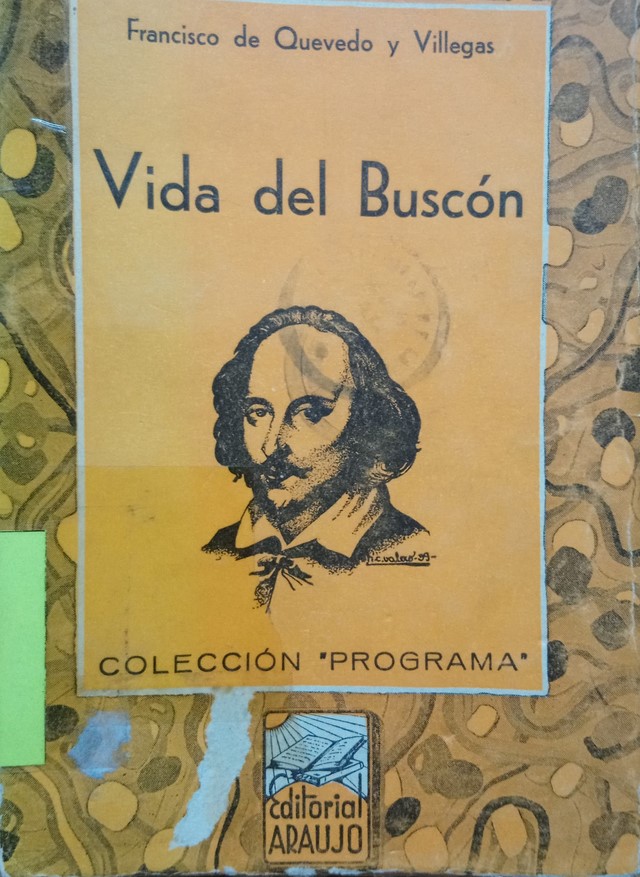 Francisco de Quevedo y Villegas
Vida del Buscón
COLECCIÓN "PROGRAMA"
Editorial
ARAUJO